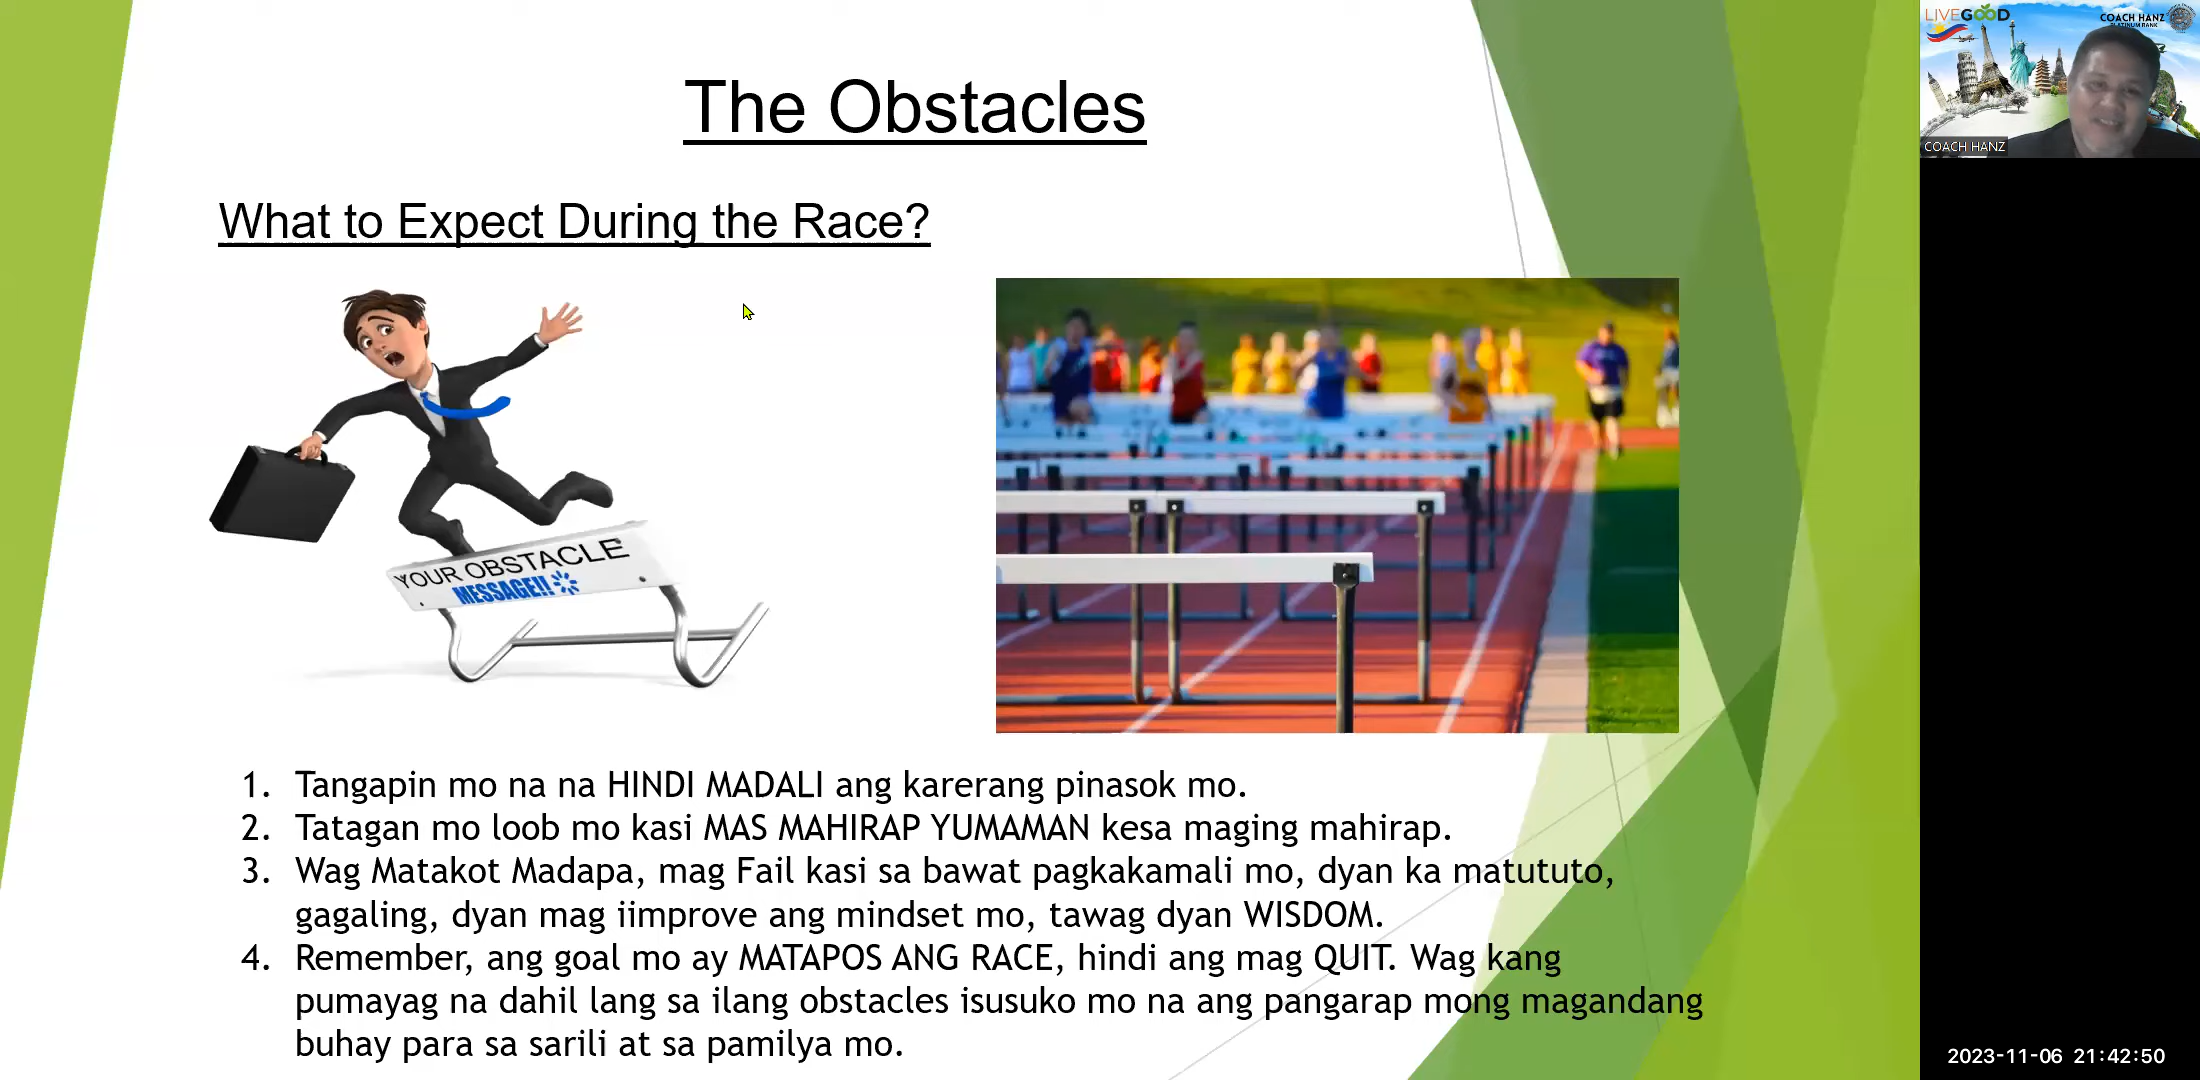 The Obstacles
What to Expect During the Race?
YOUR OBSTACLE
MESSAGE!!
1. Tangapin mo na na HINDI MADALI ang karerang pinasok mo.
2. Tatagan mo loob mo kasi MAS MAHIRAP YUMAMAN kesa maging mahirap.
3. Wag Matakot Madapa, mag Fail kasi sa bawat pagkakamali mo, dyan ka matututo,
gagaling, dyan mag iimprove ang mindset mo, tawag dyan WISDOM.
4. Remember, ang goal mo ay MATAPOS ANG RACE, hindi ang mag QUIT. Wag kang
pumayag na dahil lang sa ilang obstacles isusuko mo na ang pangarap mong magandang
buhay para sa sarili at sa pamilya mo.
LIVEGOOD
COACH HANZ
PLATINUM RANK
COACH HANZ
2023-11-06 21:42:50